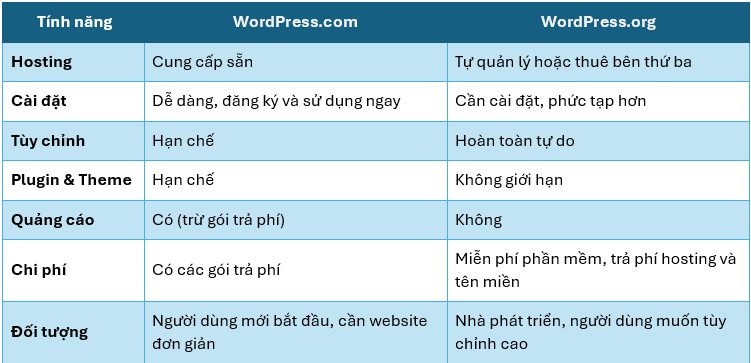 Tính năng WordPress.com WordPress.org
Hosting Cung cấp sẵn Tự quản lý hoặc thuê bên thứ ba
Cài đặt Dễ dàng, đăng ký và sử dụng ngay Cần cài đặt, phức tạp hơn
Tùy chỉnh Hạn chế Hoàn toàn tự do
Plugin & Theme Hạn chế Không giới hạn
Quảng cáo Có (trừ gói trả phí) Không
Chi phí Có các gói trả phí Miễn phí phần mềm, trả phí hosting và
tên miền
Đối tượng Người dùng mới bắt đầu, cần website
đơn giản
Nhà phát triển, người dùng muốn tùy
chỉnh cao